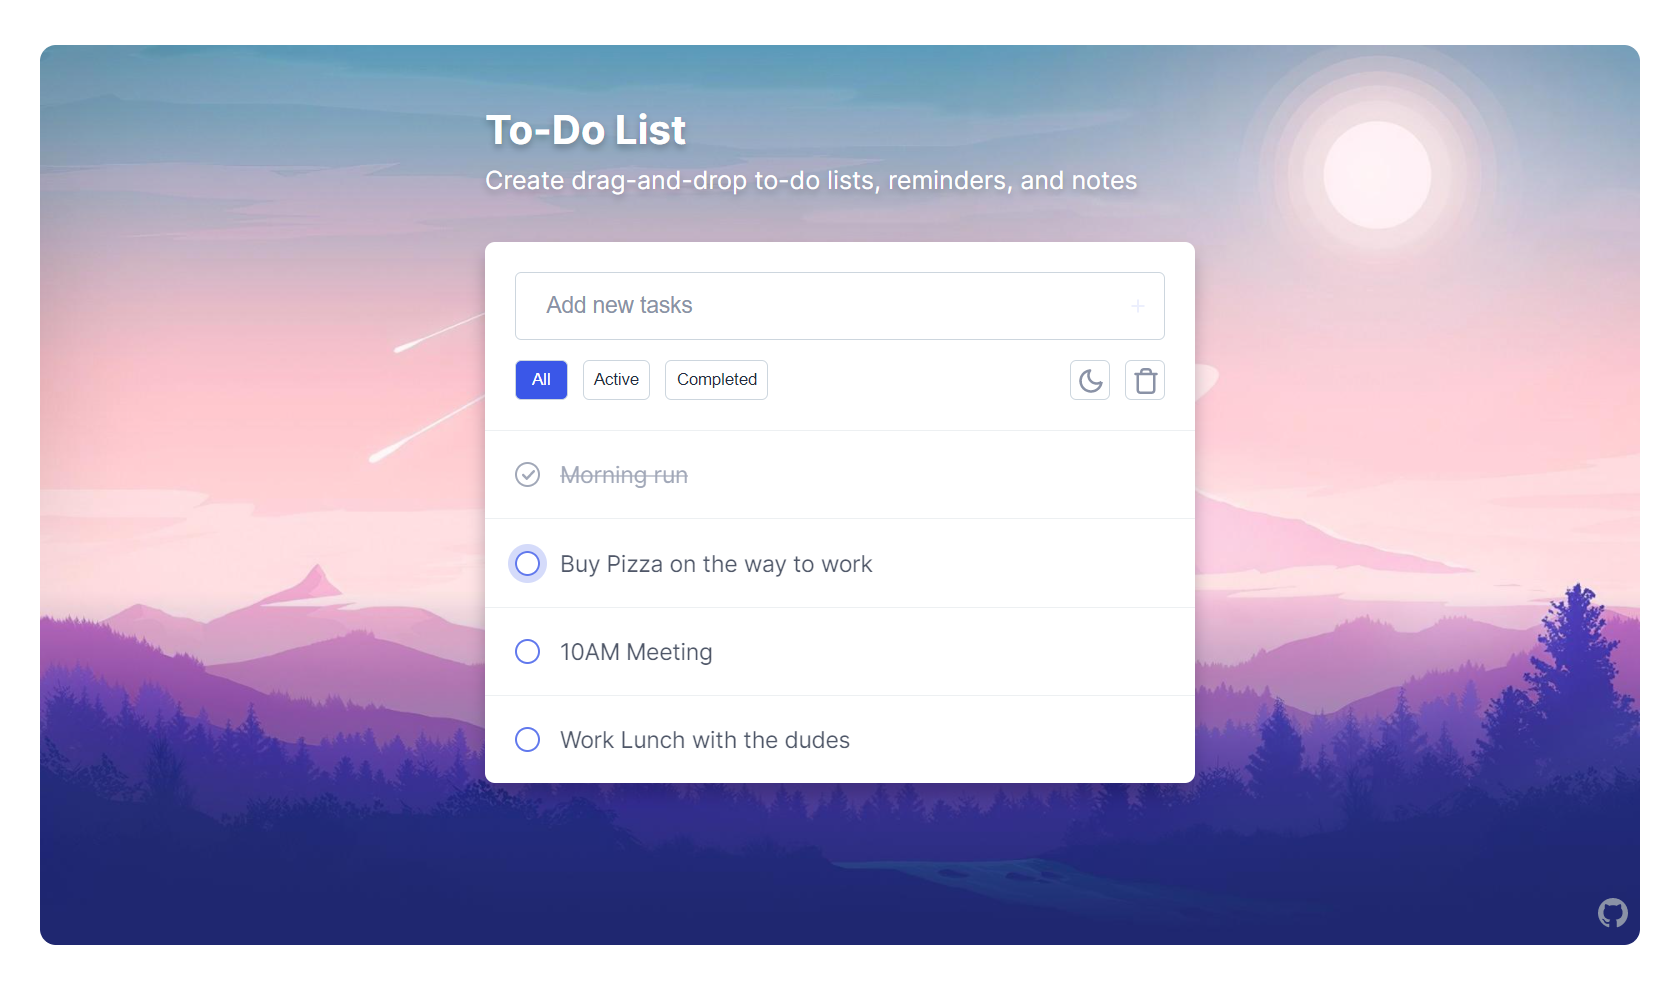 To-Do List
Create drag-and-drop to-do lists, reminders, and notes
Add new tasks +
All Active Completed
Morning run
Buy Pizza on the way to work
10AM Meeting
Work Lunch with the dudes